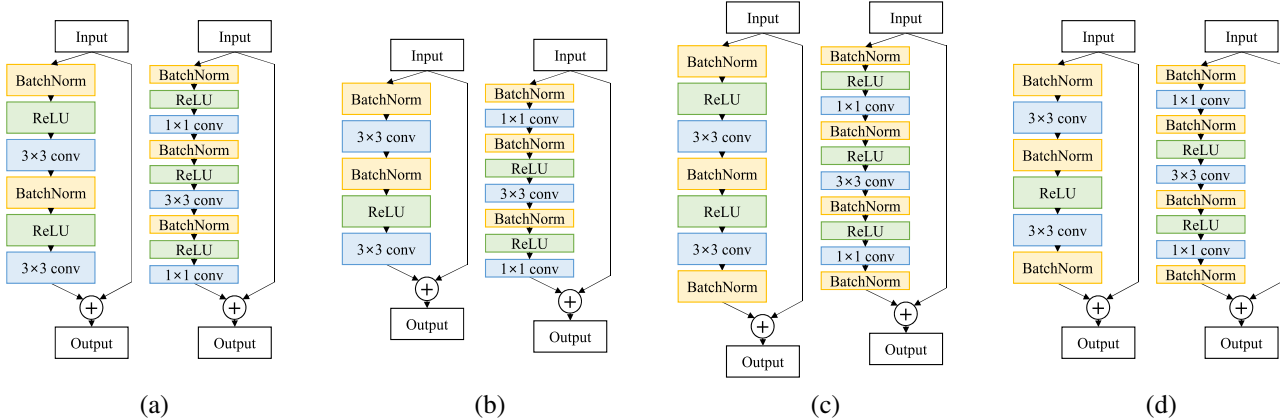 Input
BatchNorm
ReLU
3×3 conv
BatchNorm
ReLU
3×3 conv
+
Output
Input
BatchNorm
ReLU
1×1 conv
BatchNorm
ReLU
3×3 conv
BatchNorm
ReLU
1×1 conv
+
Output
(a)
Input
BatchNorm
3×3 conv
BatchNorm
ReLU
3×3 conv
+
Output
Input
BatchNorm
1×1 conv
BatchNorm
ReLU
3×3 conv
BatchNorm
ReLU
1×1 conv
+
Output
(b)
Input
BatchNorm
ReLU
3×3 conv
BatchNorm
ReLU
3×3 conv
BatchNorm
+
Output
Input
BatchNorm
ReLU
1×1 conv
BatchNorm
ReLU
3×3 conv
BatchNorm
ReLU
1×1 conv
BatchNorm
+
Output
(c)
Input
BatchNorm
3×3 conv
BatchNorm
ReLU
3×3 conv
BatchNorm
+
Output
Input
BatchNorm
1×1 conv
BatchNorm
ReLU
3×3 conv
BatchNorm
ReLU
1×1 conv
BatchNorm
+
Output
(d)